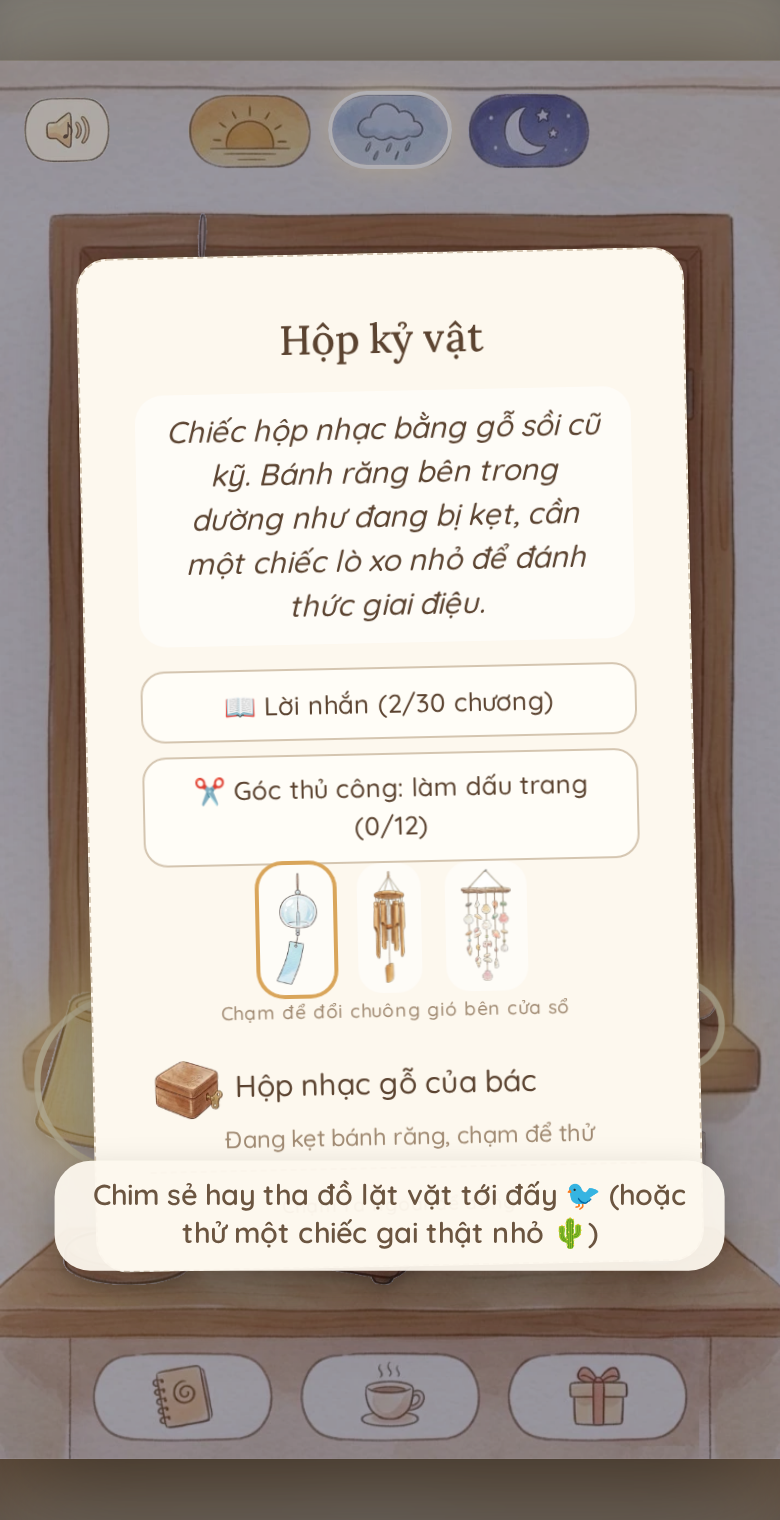 Hộp kỷ vật
Chiếc hộp nhạc bằng gỗ sồi cũ
kỹ. Bánh răng bên trong
dường như đang bị kẹt, cần
một chiếc lò xo nhỏ để đánh
thức giai điệu.
📖 Lời nhắn (2/30 chương)
✂️ Góc thủ công: làm dấu trang
(0/12)
Chạm để đổi chuông gió bên cửa sổ
Hộp nhạc gỗ của bác
Đang kẹt bánh răng, chạm để thử
Chim sẻ hay tha đồ lặt vặt tới đấy 🐦 (hoặc
thử một chiếc gai thật nhỏ 🌵)